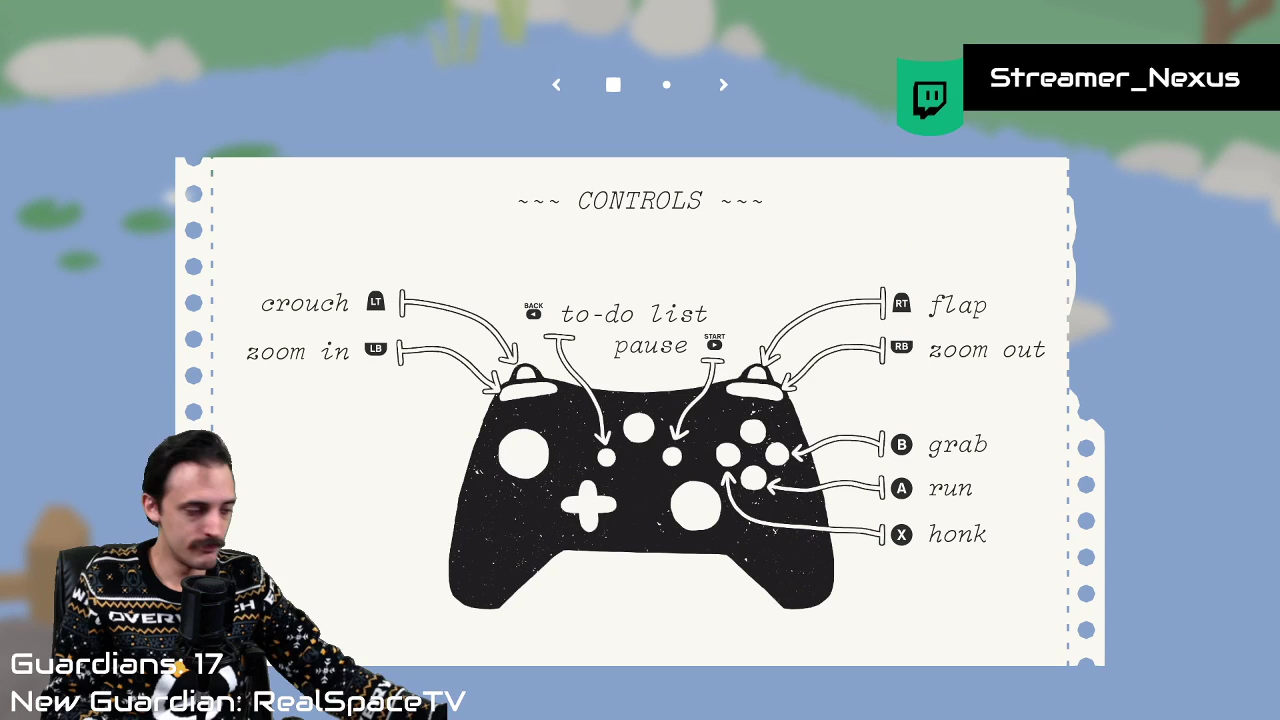 Streamer_Nexus
~~~ CONTROLS ~~~
crouch LT
zoom in LB
BACK to-do list
pause START
RT flap
RB zoom out
B grab
A run
X honk
OVERW
Guardians: 17
New Guardian: RealSpaceTV